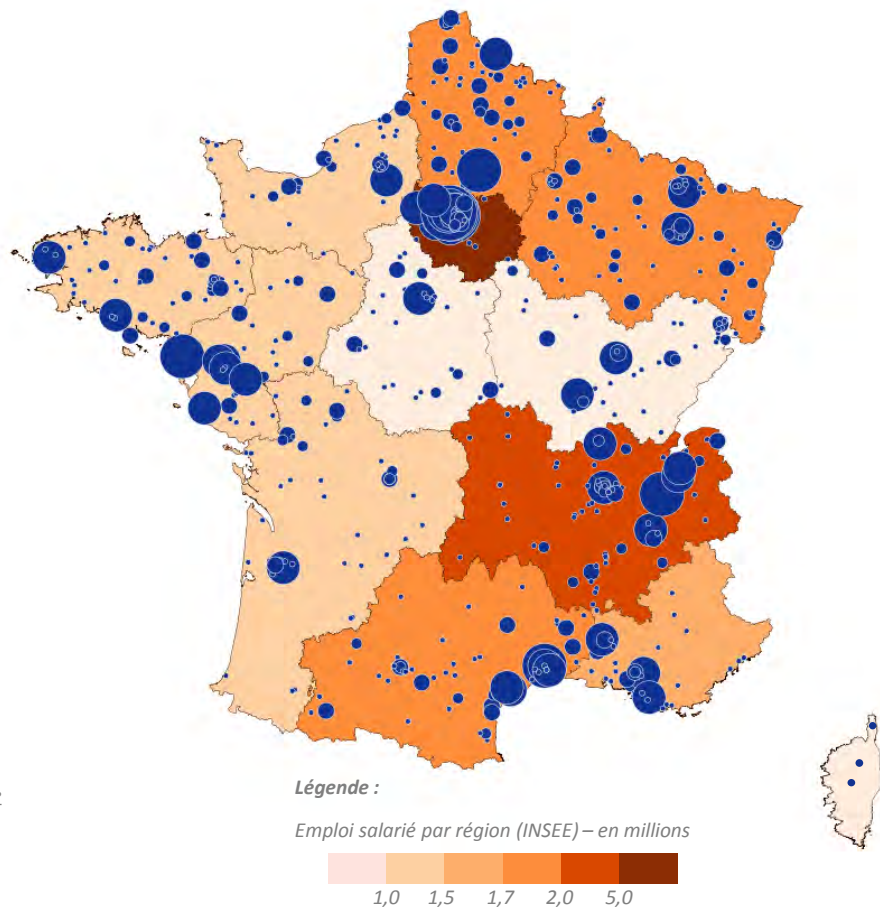 Légende :
Emploi salarié par région (INSEE) – en millions
1,0 1,5 1,7 2,0 5,0